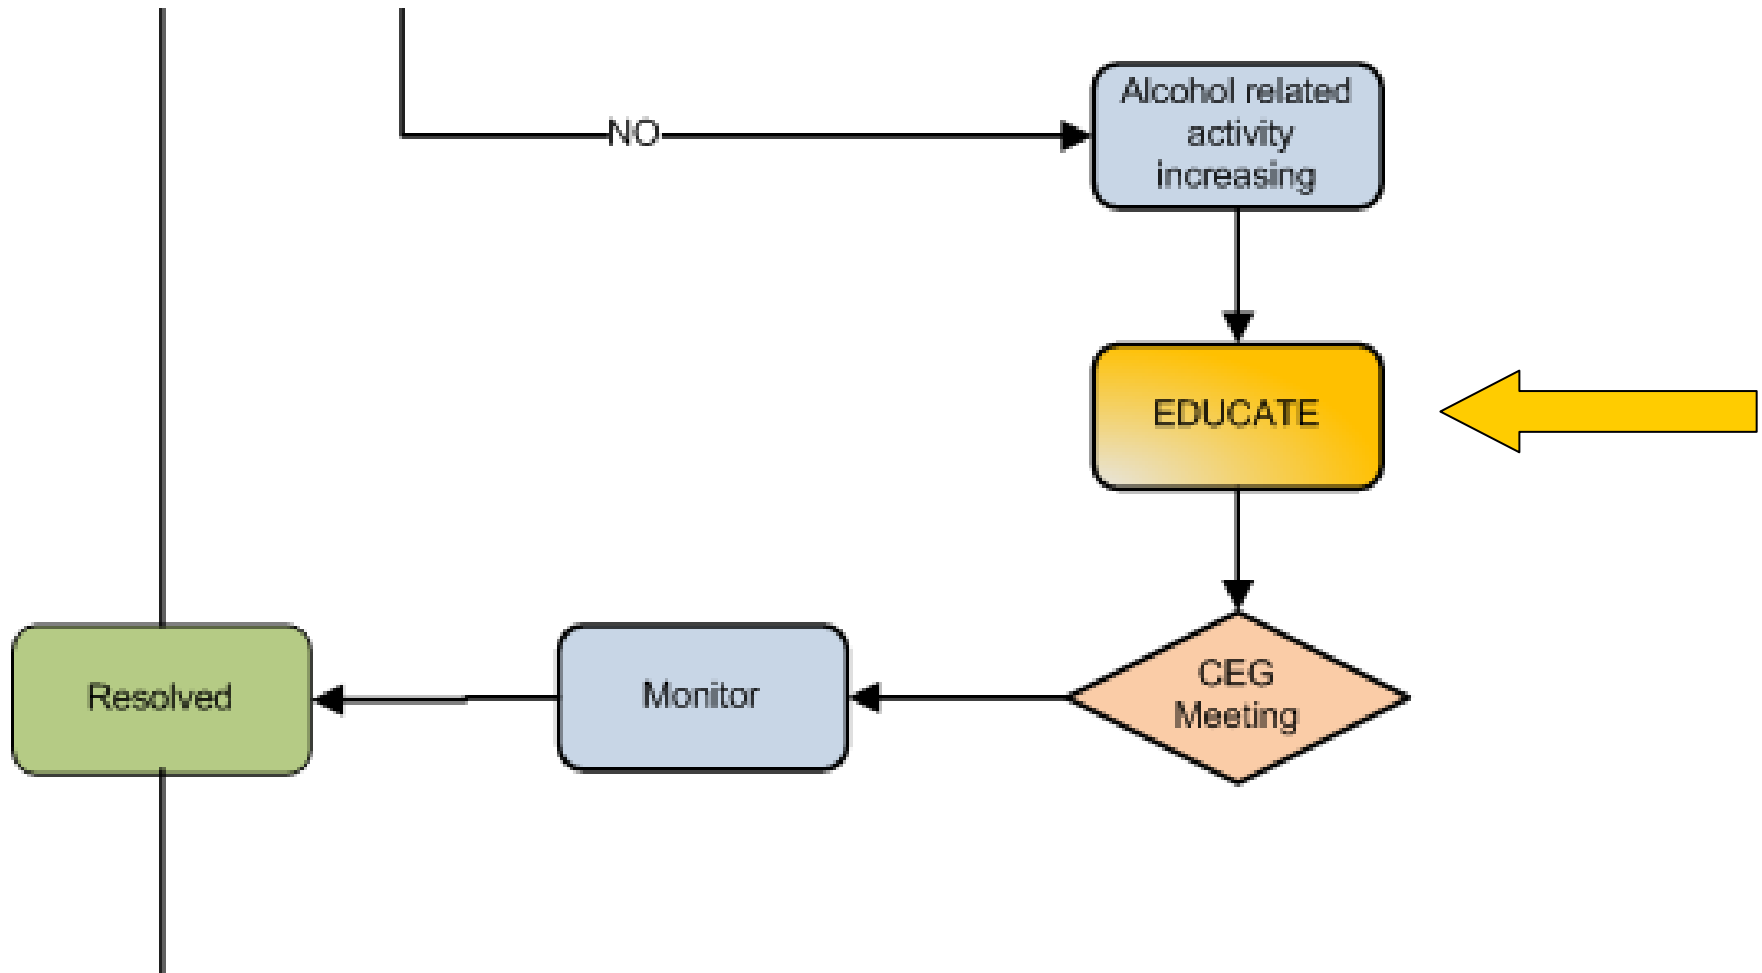 NO
Alcohol related
activity
increasing
EDUCATE
CEG
Meeting
Monitor
Resolved